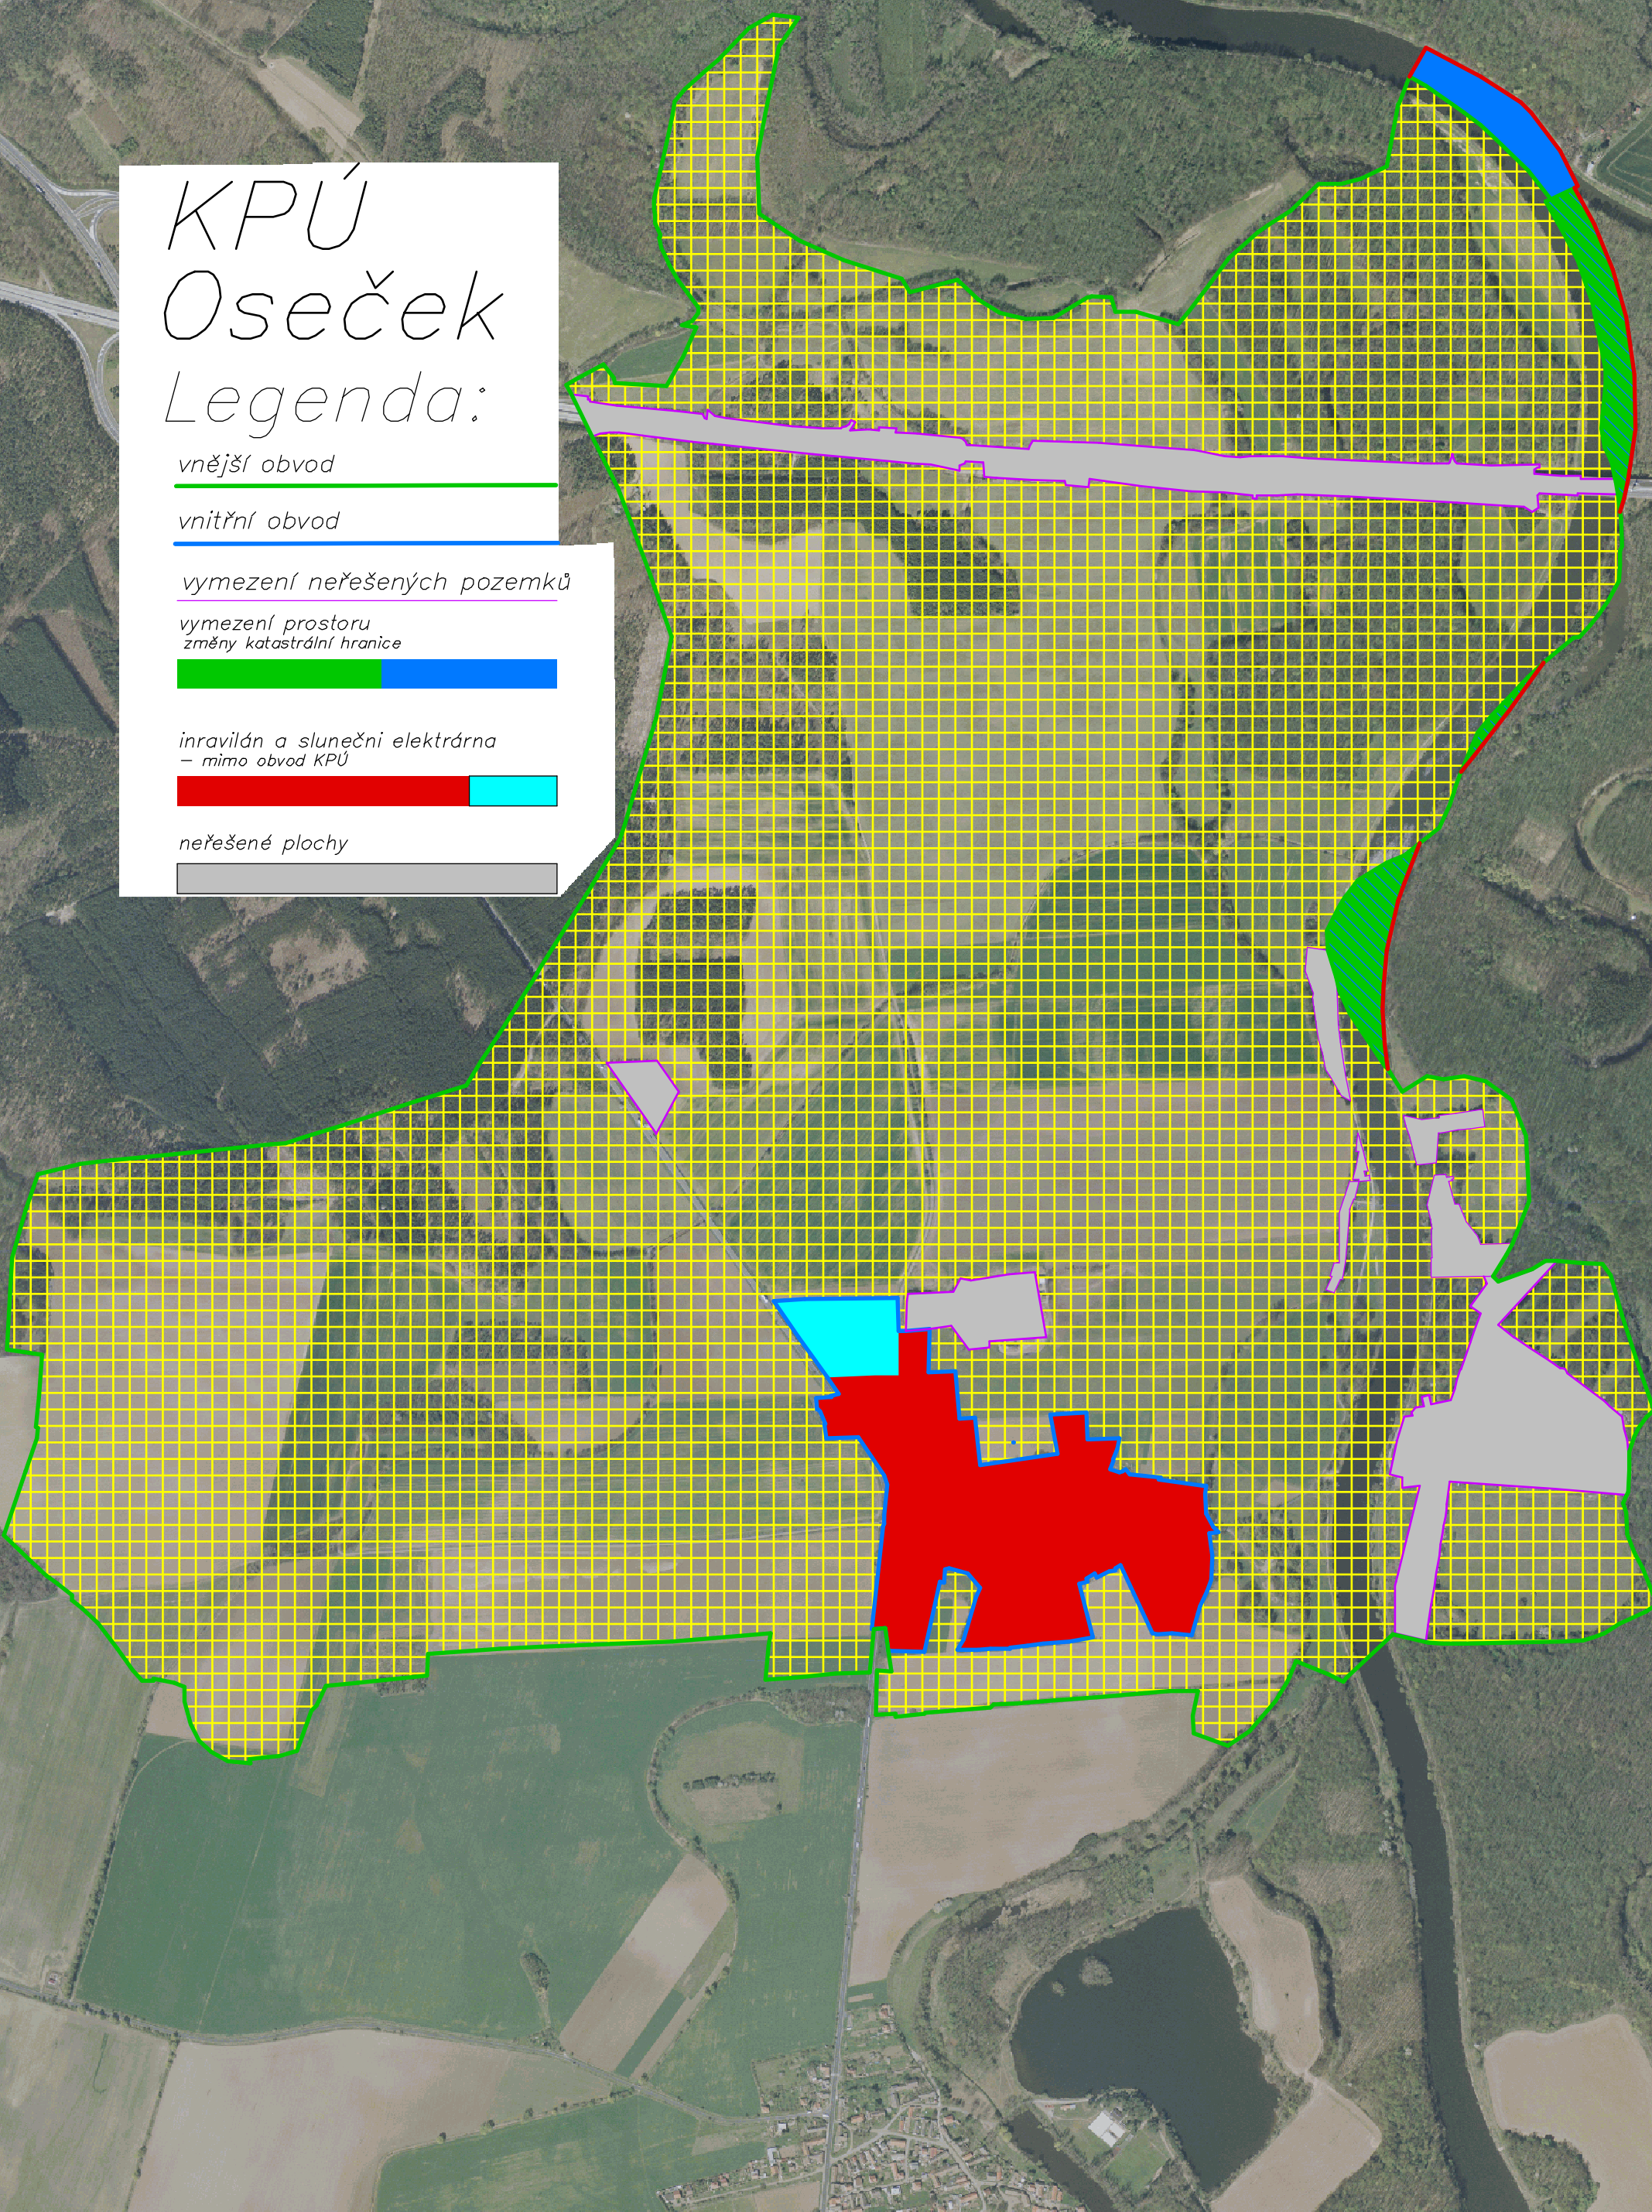 KPÚ
Oseček
Legenda:
vnější obvod
vnitřní obvod
vymezení neřešených pozemků
vymezení prostoru
změny katastrální hranice
inravilán a sluneční elektrárna
– mimo obvod KPÚ
neřešené plochy